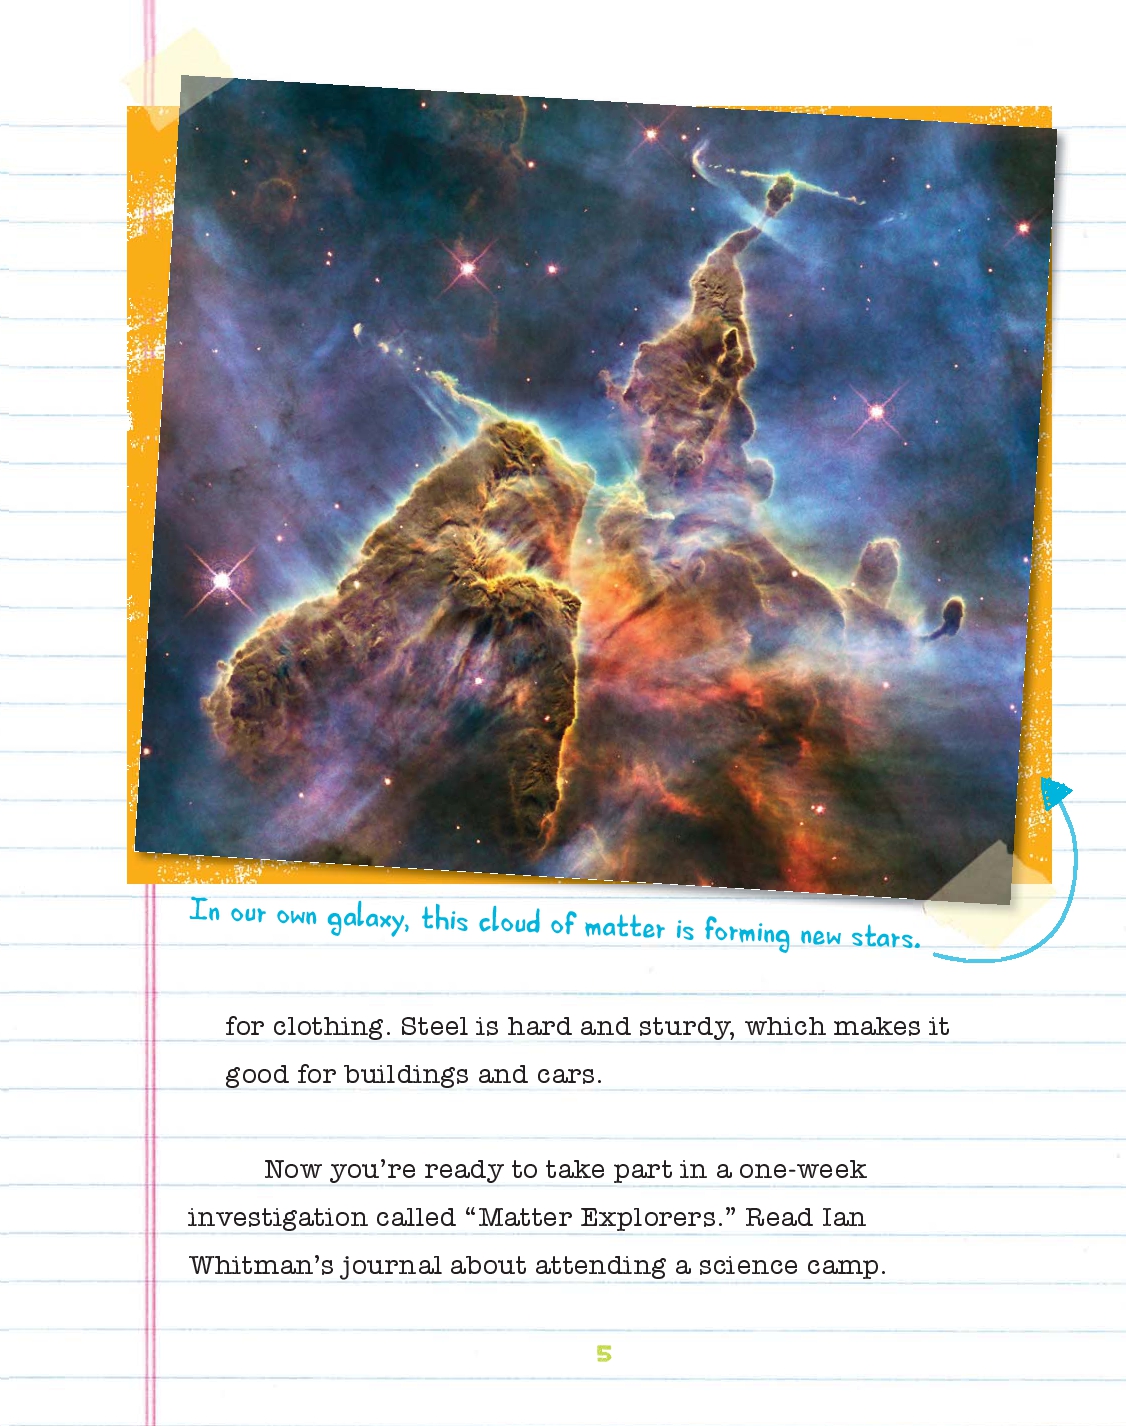 In our own galaxy, this cloud of matter is forming new stars.
for clothing. Steel is hard and sturdy, which makes it
good for buildings and cars.
Now you’re ready to take part in a one-week
investigation called “Matter Explorers.” Read Ian
Whitman’s journal about attending a science camp.
5